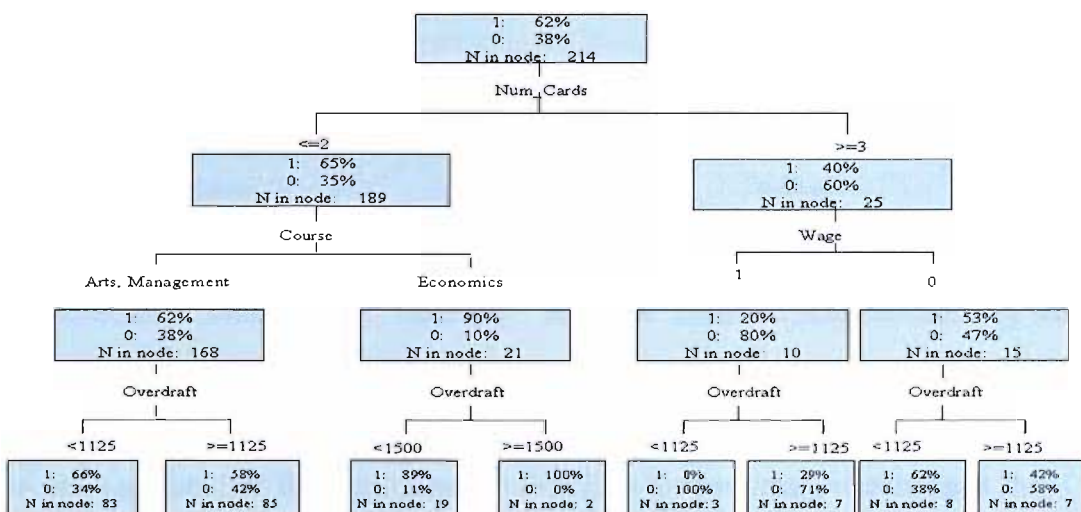 1: 62%
0: 38%
N in node: 214
Num_Cards
<=2
>=3
1: 65%
0: 35%
N in node: 189
1: 40%
0: 60%
N in node: 25
Course
Wage
Arts, Management
Economics
1
0
1: 62%
0: 38%
N in node: 168
1: 90%
0: 10%
N in node: 21
1: 20%
0: 80%
N in node: 10
1: 53%
0: 47%
N in node: 15
Overdraft
Overdraft
Overdraft
Overdraft
<1125
>=1125
<1500
>=1500
<1125
>=1125
<1125
>=1125
1: 66%
0: 34%
N in node: 83
1: 58%
0: 42%
N in node: 85
1: 89%
0: 11%
N in node: 19
1: 100%
0: 0%
N in node: 2
1: 0%
0: 100%
N in node: 3
1: 29%
0: 71%
N in node: 7
1: 62%
0: 38%
N in node: 8
1: 42%
0: 58%
N in node: 7